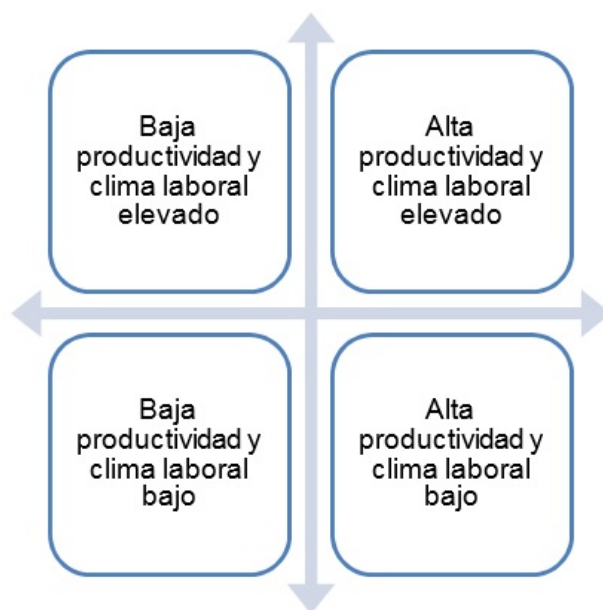 Baja
productividad y
clima laboral
elevado
Alta
productividad y
clima laboral
elevado
Baja
productividad y
clima laboral
bajo
Alta
productividad y
clima laboral
bajo